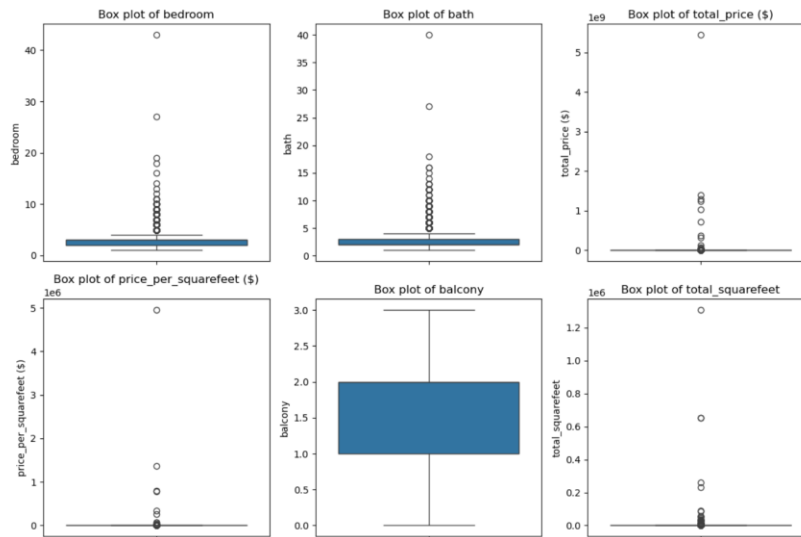 Box plot of bedroom
40
30
20
10
0
bedroom
Box plot of bath
40
35
30
25
20
15
10
5
0
bath
Box plot of total_price ($)
1e9
5
4
3
2
1
0
total_price ($)
Box plot of price_per_squarefeet ($)
1e6
5
4
3
2
1
0
price_per_squarefeet ($)
Box plot of balcony
3.0
2.5
2.0
1.5
1.0
0.5
0.0
balcony
Box plot of total_squarefeet
1e6
1.2
1.0
0.8
0.6
0.4
0.2
0.0
total_squarefeet